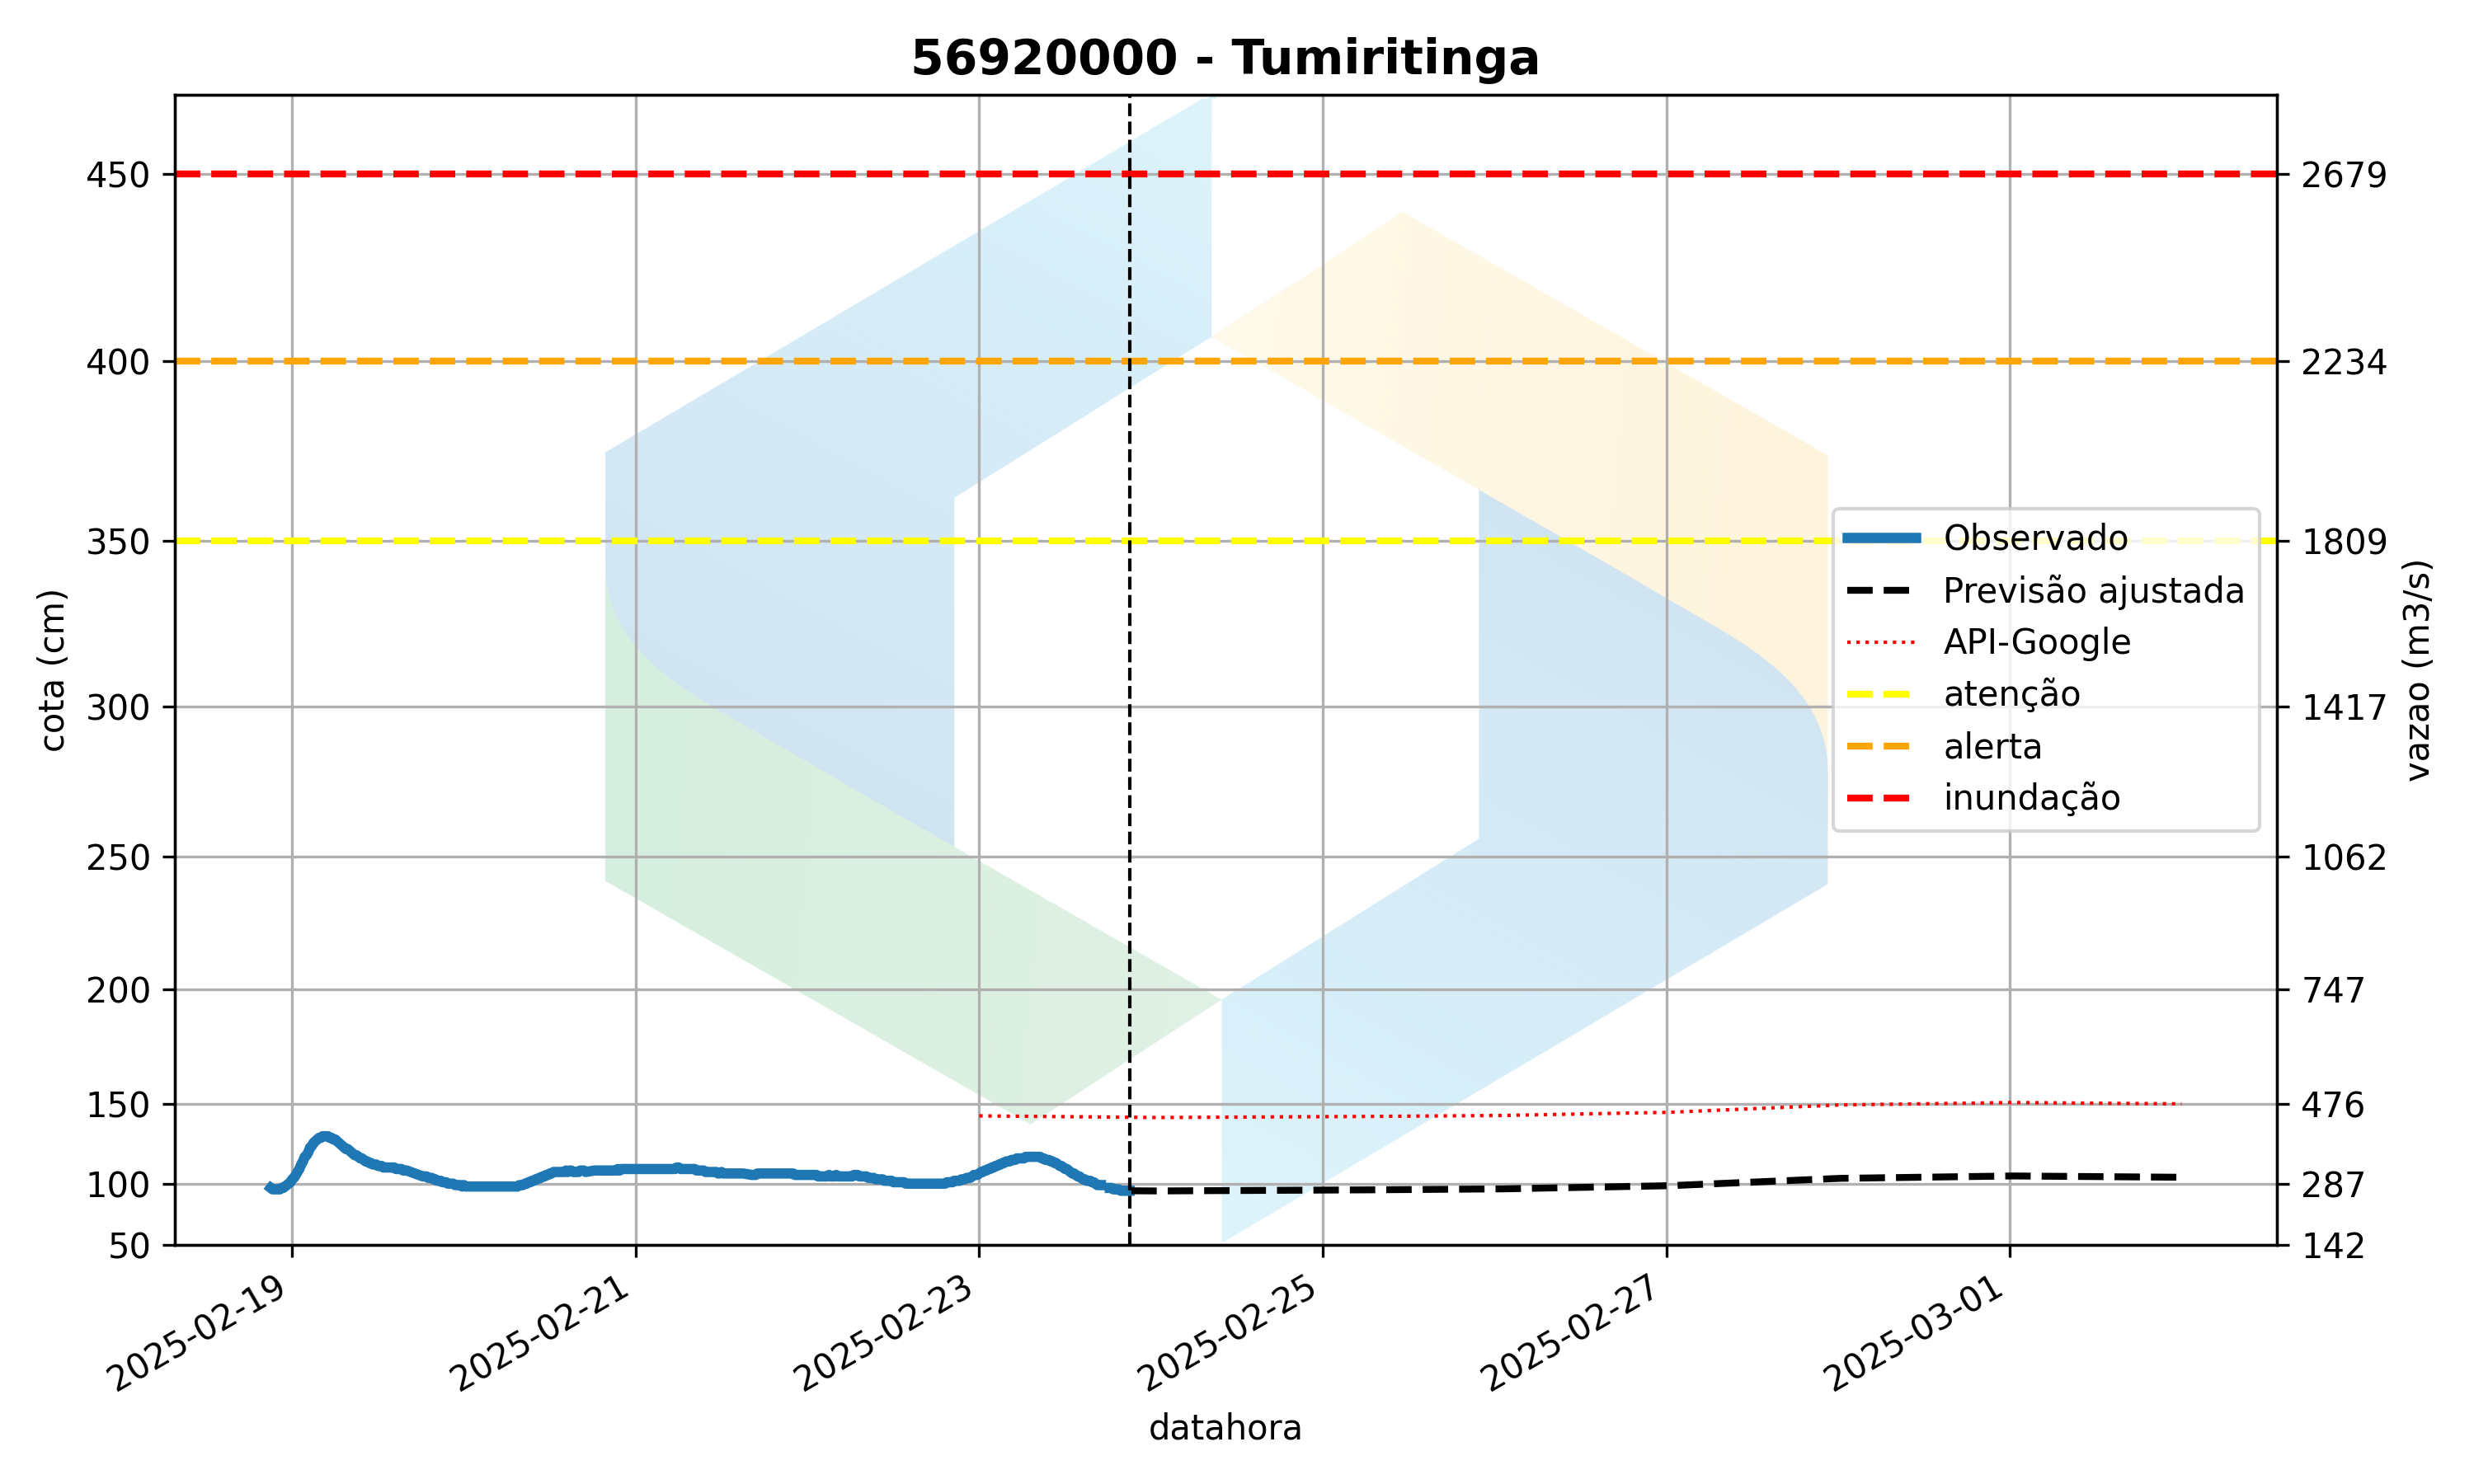 56920000 - Tumiritinga
cota (cm)
450
400
350
300
250
200
150
100
50
2679
2234
1809
1417
1062
747
476
287
142
vazao (m3/s)
Observado
Previsão ajustada
API-Google
atenção
alerta
inundação
2025-02-19
2025-02-21
2025-02-23
2025-02-25
2025-02-27
2025-03-01
datahora